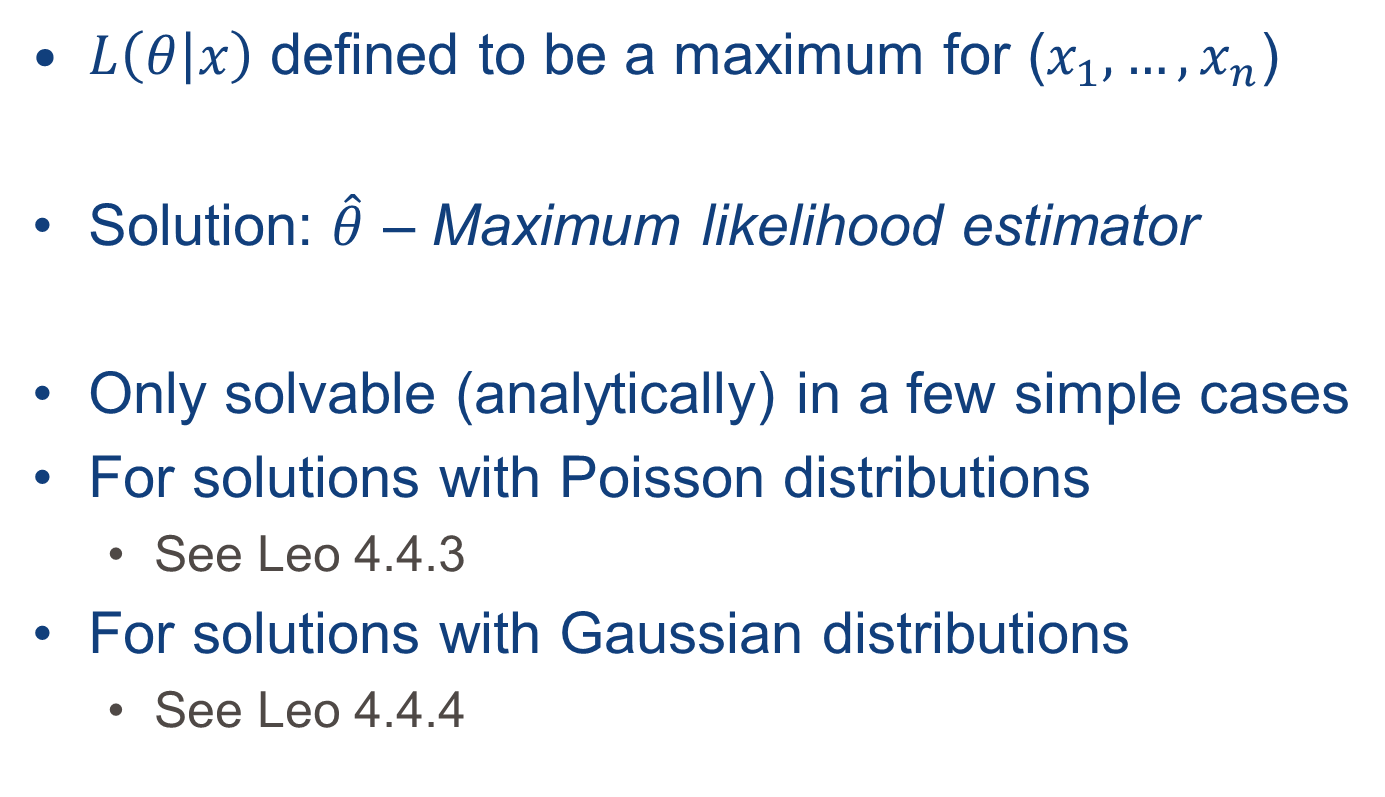 • L(θ|x) defined to be a maximum for (x₁, … , xₙ)
• Solution: θ̂ – Maximum likelihood estimator
• Only solvable (analytically) in a few simple cases
• For solutions with Poisson distributions
• See Leo 4.4.3
• For solutions with Gaussian distributions
• See Leo 4.4.4